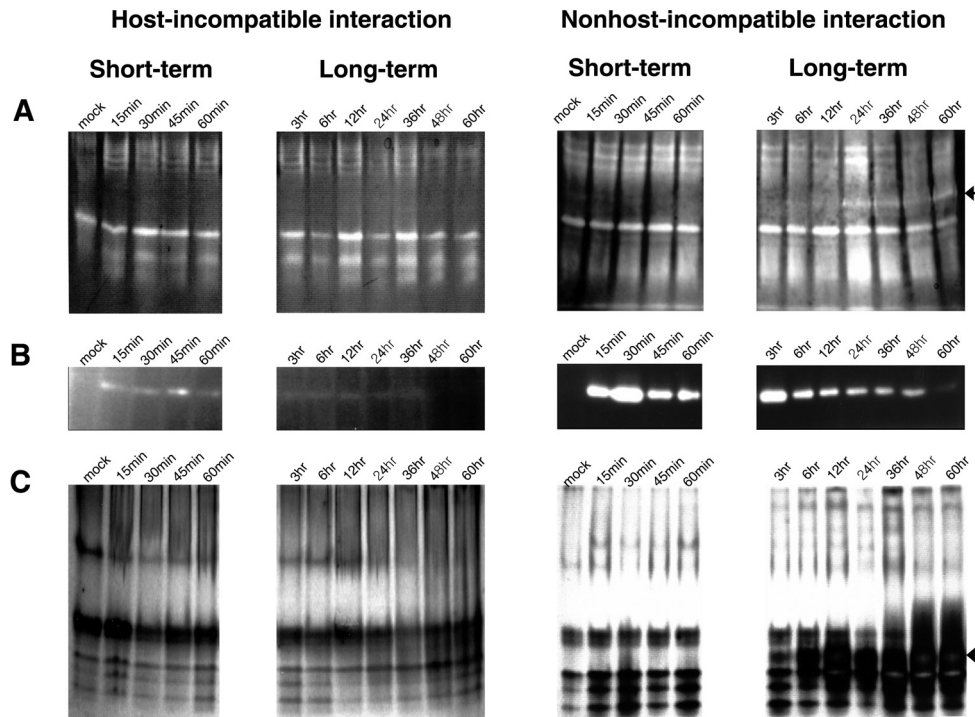 Host-incompatible interaction Nonhost-incompatible interaction
Short-term Long-term Short-term Long-term
A
mock 15min 30min 45min 60min 3hr 6hr 12hr 24hr 36hr 48hr 60hr mock 15min 30min 45min 60min 3hr 6hr 12hr 24hr 36hr 48hr 60hr
B
mock 15min 30min 45min 60min 3hr 6hr 12hr 24hr 36hr 48hr 60hr mock 15min 30min 45min 60min 3hr 6hr 12hr 24hr 36hr 48hr 60hr
C
mock 15min 30min 45min 60min 3hr 6hr 12hr 24hr 36hr 48hr 60hr mock 15min 30min 45min 60min 3hr 6hr 12hr 24hr 36hr 48hr 60hr